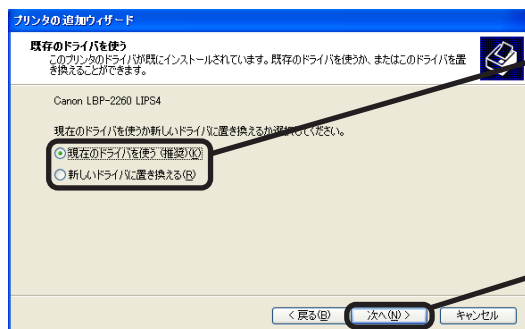 プリンタの追加ウィザード
既存のドライバを使う
このプリンタのドライバが既にインストールされています。既存のドライバを使うか、またはこのドライバを置
き換えることができます。
Canon LBP-2260 LIPS4
現在のドライバを使うか新しいドライバに置き換えるか選択してください。
現在のドライバを使う (推奨)(K)
新しいドライバに置き換える(R)
< 戻る(B)
次へ(N) >
キャンセル